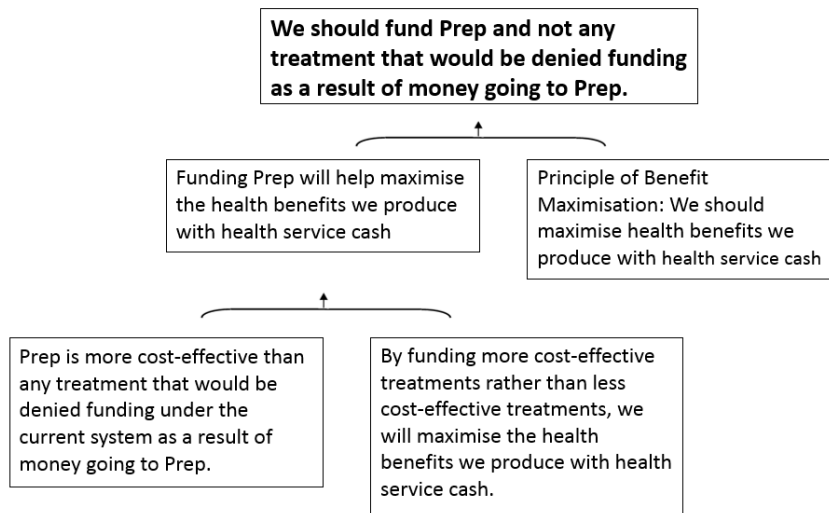 We should fund Prep and not any
treatment that would be denied funding
as a result of money going to Prep.
Funding Prep will help maximise
the health benefits we produce
with health service cash
Principle of Benefit
Maximisation: We should
maximise health benefits we
produce with health service cash
Prep is more cost-effective than
any treatment that would be
denied funding under the
current system as a result of
money going to Prep.
By funding more cost-effective
treatments rather than less
cost-effective treatments, we
will maximise the health
benefits we produce with health
service cash.